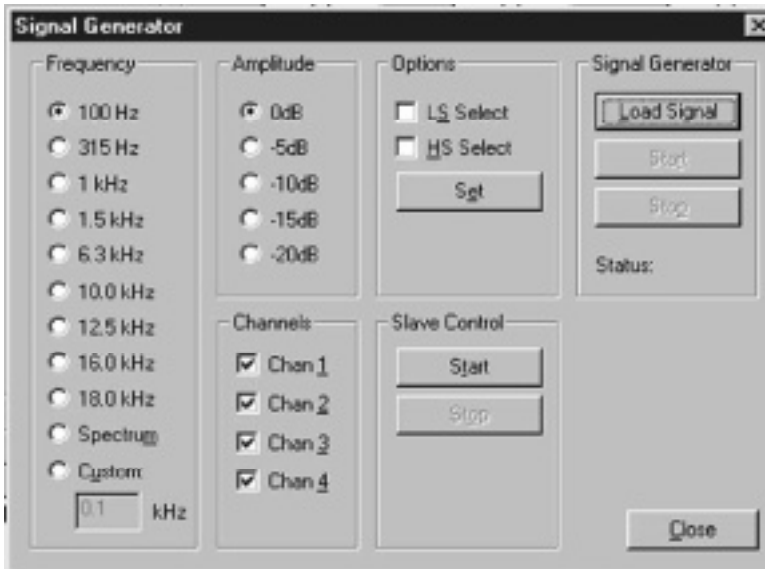 Signal Generator
Frequency
100 Hz
315 Hz
1 kHz
1.5 kHz
6.3 kHz
10.0 kHz
12.5 kHz
16.0 kHz
18.0 kHz
Spectrum
Custom:
0.1 kHz
Amplitude
0dB
-5dB
-10dB
-15dB
-20dB
Channels
Chan 1
Chan 2
Chan 3
Chan 4
Options
LS Select
HS Select
Set
Slave Control
Start
Stop
Signal Generator
Load Signal
Start
Stop
Status:
Close